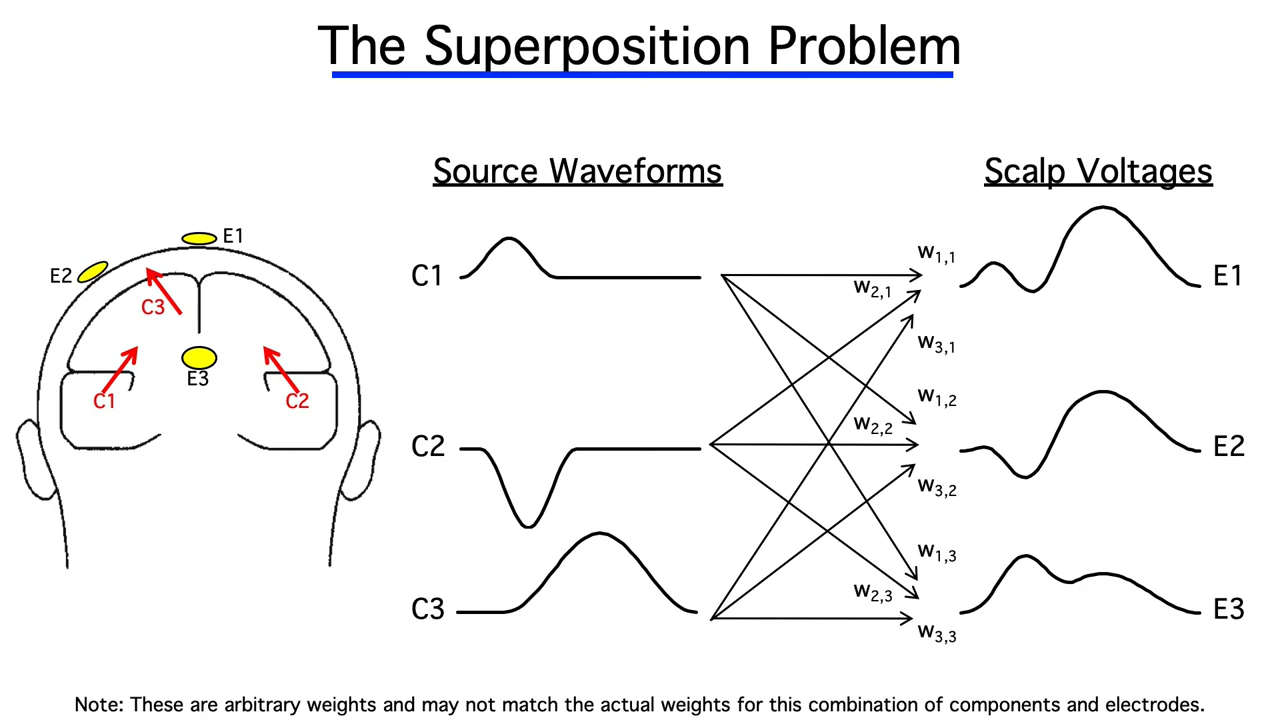 The Superposition Problem
Source Waveforms
Scalp Voltages
E1
E2
C3
E3
C1
C2
C1
C2
C3
w1,1
w2,1
w3,1
w1,2
w2,2
w3,2
w1,3
w2,3
w3,3
E1
E2
E3
Note: These are arbitrary weights and may not match the actual weights for this combination of components and electrodes.